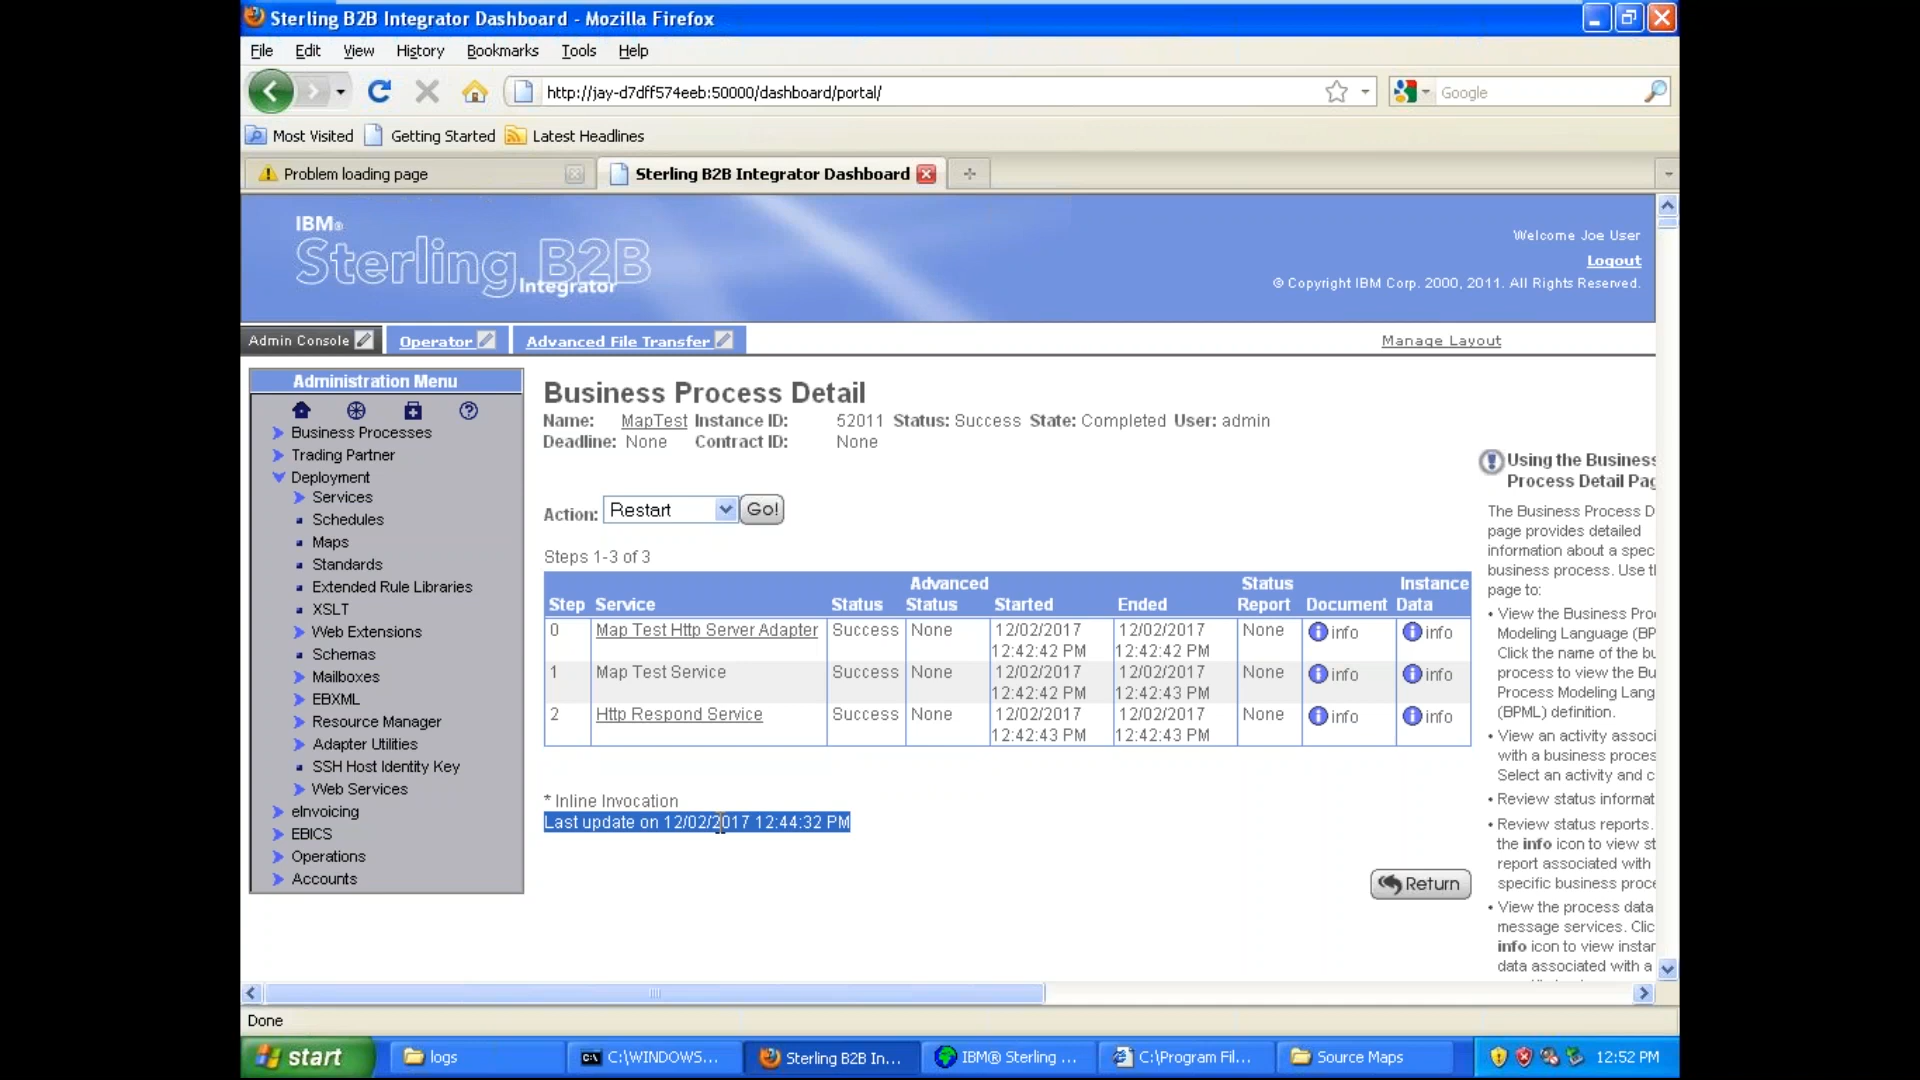 Sterling B2B Integrator Dashboard - Mozilla Firefox
File Edit View History Bookmarks Tools Help
http://jay-d7dff574eeb:50000/dashboard/portal/ Google
Most Visited Getting Started Latest Headlines
Problem loading page Sterling B2B Integrator Dashboard
IBM®
Sterling B2B
Integrator
Welcome Joe User
Logout
© Copyright IBM Corp. 2000, 2011. All Rights Reserved.
Admin Console Operator Advanced File Transfer Manage Layout
Administration Menu
Business Processes
Trading Partner
Deployment
Services
Schedules
Maps
Standards
Extended Rule Libraries
XSLT
Web Extensions
Schemas
Mailboxes
EBXML
Resource Manager
Adapter Utilities
SSH Host Identity Key
Web Services
eInvoicing
EBICS
Operations
Accounts
Business Process Detail
Name: MapTest Instance ID: 52011 Status: Success State: Completed User: admin
Deadline: None Contract ID: None
Action: Restart Go!
Steps 1-3 of 3
Step Service Status Advanced Status Started Ended Status Report Document Instance Data
0 Map Test Http Server Adapter Success None 12/02/2017 12:42:42 PM 12/02/2017 12:42:42 PM None info info
1 Map Test Service Success None 12/02/2017 12:42:42 PM 12/02/2017 12:42:43 PM None info info
2 Http Respond Service Success None 12/02/2017 12:42:43 PM 12/02/2017 12:42:43 PM None info info
* Inline Invocation
Last update on 12/02/2017 12:44:32 PM
Return
Using the Business
Process Detail Pag
The Business Process D
page provides detailed
information about a spec
business process. Use th
page to:
• View the Business Pro
Modeling Language (BP
Click the name of the bu
process to view the Bu
Process Modeling Lang
(BPML) definition.
• View an activity associ
with a business proces
Select an activity and c
• Review status informat
• Review status reports.
the info icon to view st
report associated with
specific business proce
• View the process data
message services. Clic
info icon to view instar
data associated with a
Done
start logs C:\WINDOWS... Sterling B2B In... IBM® Sterling ... C:\Program Fil... Source Maps 12:52 PM